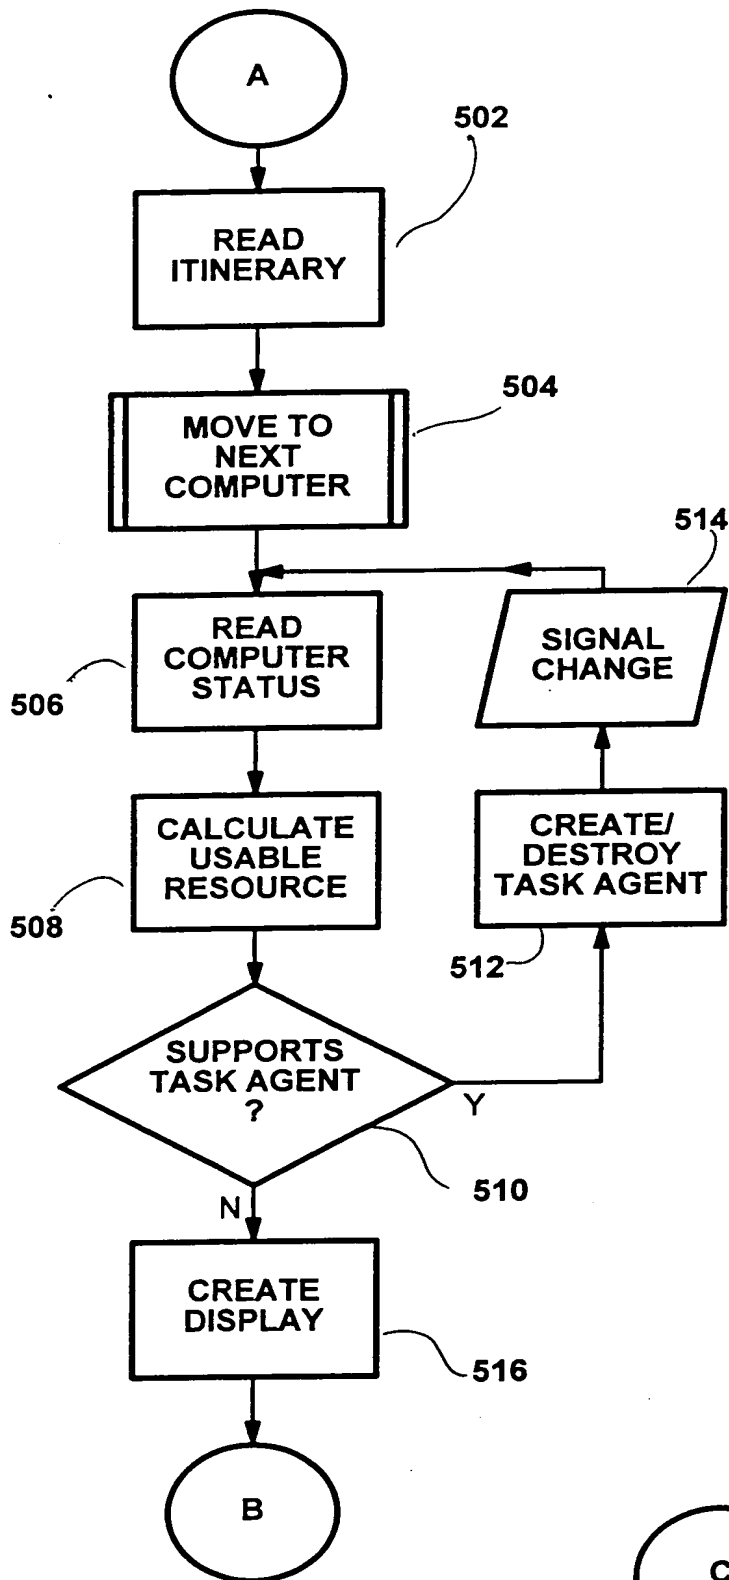 A
502
READ
ITINERARY
504
MOVE TO
NEXT
COMPUTER
514
READ
COMPUTER
STATUS
SIGNAL
CHANGE
506
CALCULATE
USABLE
RESOURCE
CREATE/
DESTROY
TASK AGENT
508
512
SUPPORTS
TASK AGENT
?
Y
510
N
CREATE
DISPLAY
516
B
C